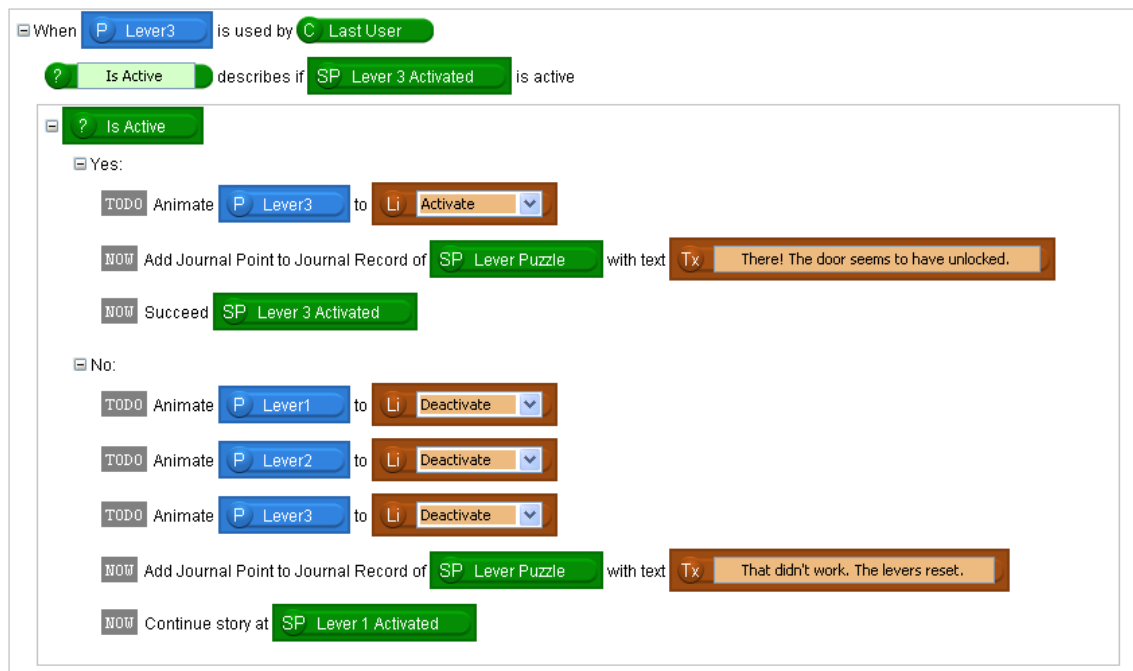 When P Lever3 is used by C Last User
? Is Active describes if SP Lever 3 Activated is active
? Is Active
Yes:
TODO Animate P Lever3 to Li Activate
NOW Add Journal Point to Journal Record of SP Lever Puzzle with text Tx There! The door seems to have unlocked.
NOW Succeed SP Lever 3 Activated
No:
TODO Animate P Lever1 to Li Deactivate
TODO Animate P Lever2 to Li Deactivate
TODO Animate P Lever3 to Li Deactivate
NOW Add Journal Point to Journal Record of SP Lever Puzzle with text Tx That didn't work. The levers reset.
NOW Continue story at SP Lever 1 Activated